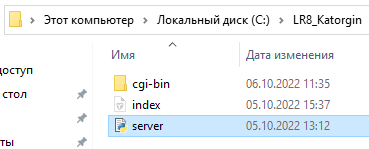 Этот компьютер › Локальный диск (C:) › LR8_Katorgin
Имя Дата изменения
доступ
cgi-bin 06.10.2022 11:35
стол
index 05.10.2022 15:37
server 05.10.2022 13:12
нты